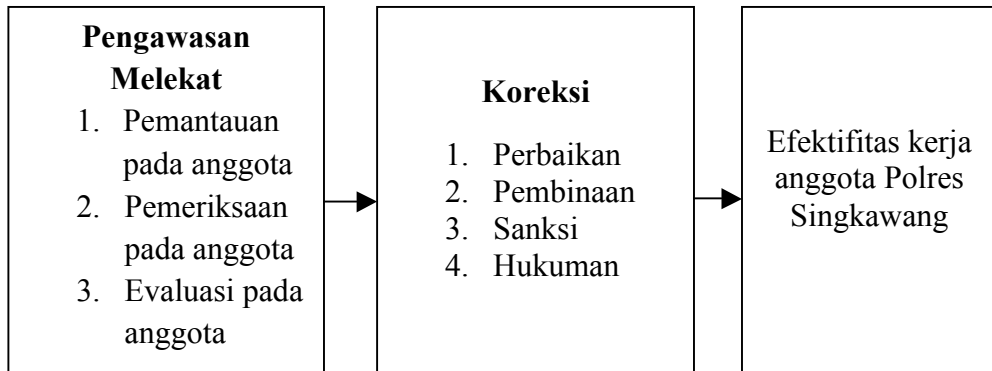 Pengawasan
Melekat
1. Pemantauan
pada anggota
2. Pemeriksaan
pada anggota
3. Evaluasi pada
anggota
Koreksi
1. Perbaikan
2. Pembinaan
3. Sanksi
4. Hukuman
Efektifitas kerja
anggota Polres
Singkawang